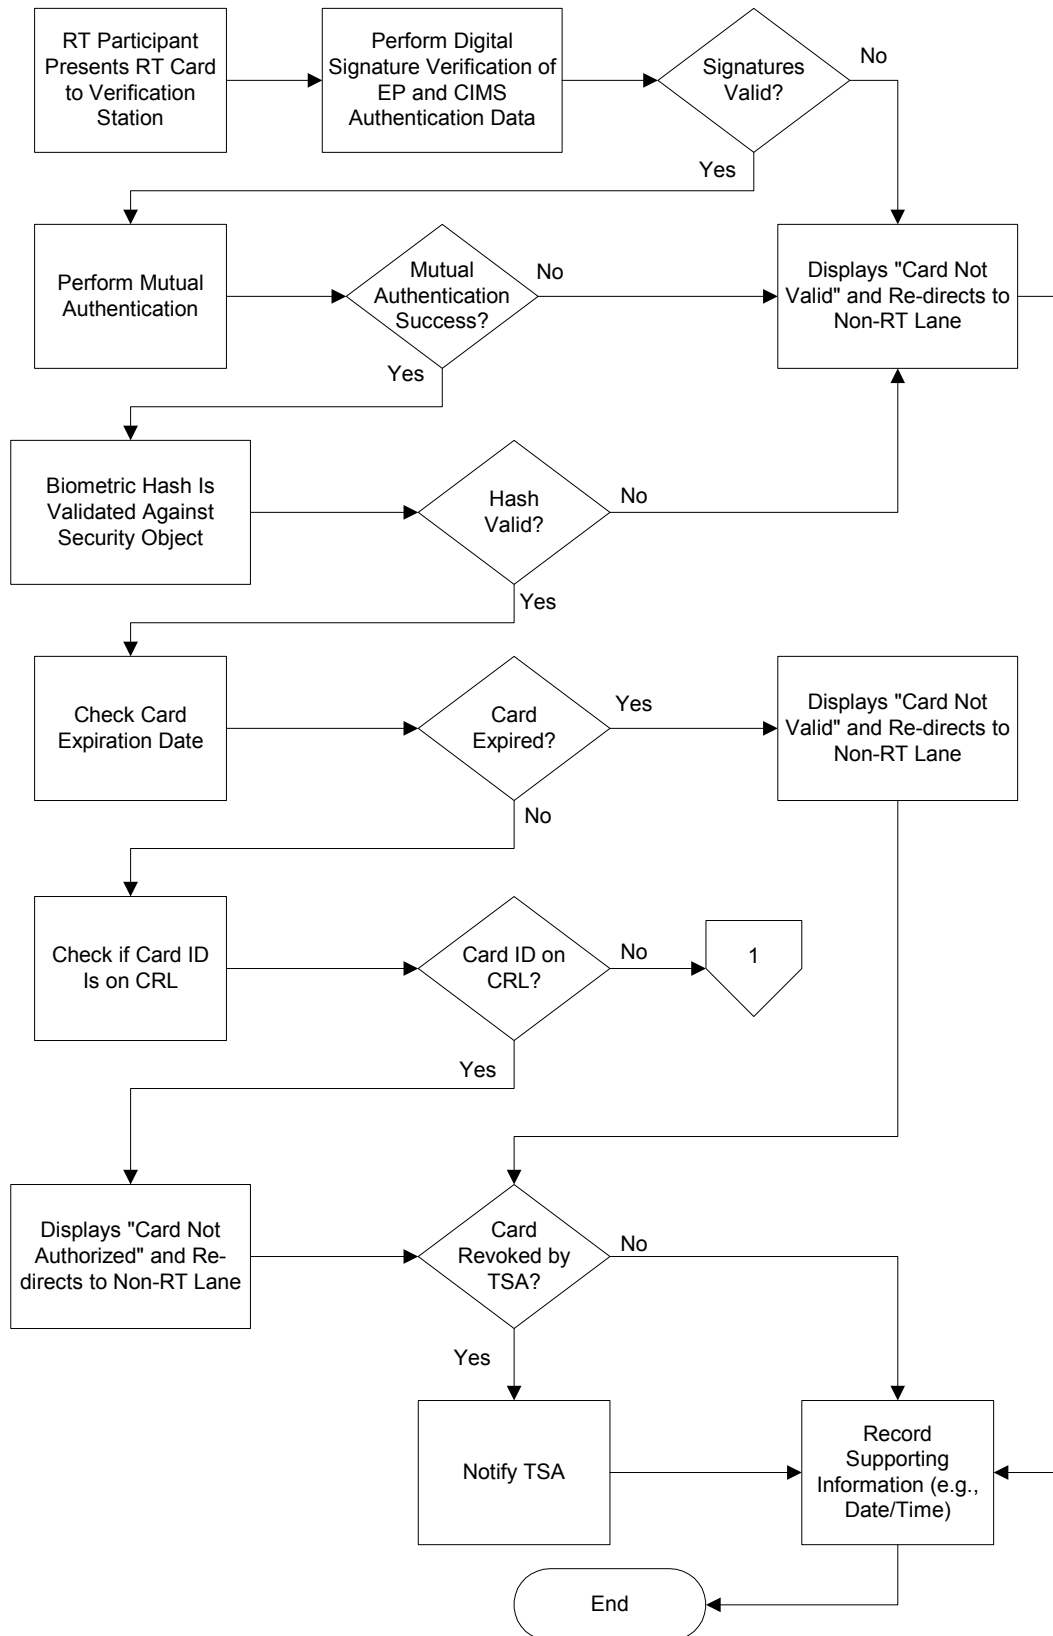 RT Participant
Presents RT Card
to Verification
Station
Perform Digital
Signature Verification of
EP and CIMS
Authentication Data
Signatures
Valid?
No
Yes
Perform Mutual
Authentication
Mutual
Authentication
Success?
No
Yes
Displays "Card Not
Valid" and Re-directs to
Non-RT Lane
Biometric Hash Is
Validated Against
Security Object
Hash
Valid?
No
Yes
Check Card
Expiration Date
Card
Expired?
Yes
No
Displays "Card Not
Valid" and Re-directs to
Non-RT Lane
Check if Card ID
Is on CRL
Card ID on
CRL?
No
1
Yes
Displays "Card Not
Authorized" and Re-
directs to Non-RT Lane
Card
Revoked by
TSA?
No
Yes
Notify TSA
Record
Supporting
Information (e.g.,
Date/Time)
End